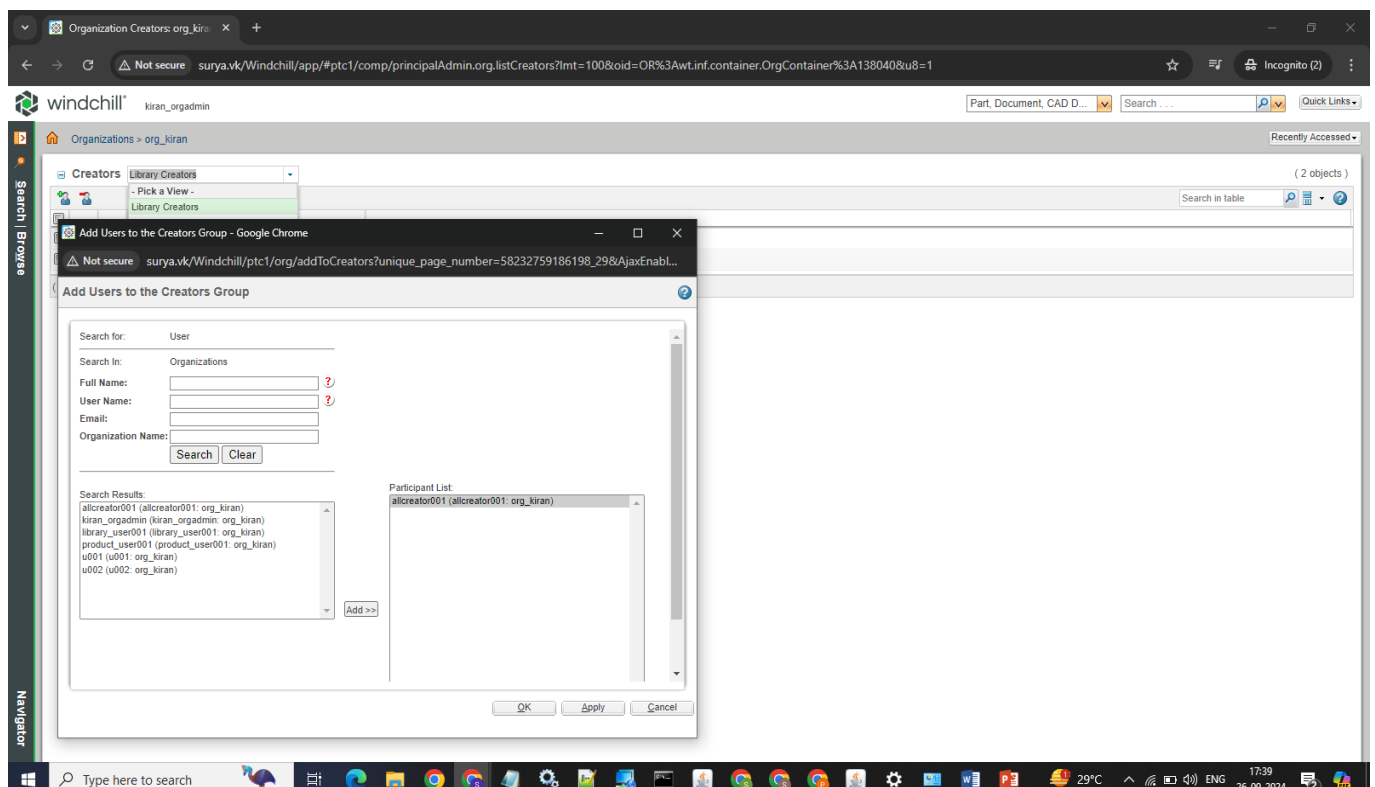 Organization Creators: org_kira
Not secure surya.vk/Windchill/app/#ptc1/comp/principalAdmin.org.listCreators?lmt=100&oid=OR%3Awt.inf.container.OrgContainer%3A138040&u8=1
Incognito (2)
windchill kiran_orgadmin
Part, Document, CAD D...
Search . . .
Quick Links
Organizations > org_kiran
Recently Accessed
Creators Library Creators
( 2 objects )
- Pick a View -
Library Creators
Search in table
Search | Browse
Navigator
Add Users to the Creators Group - Google Chrome
Not secure surya.vk/Windchill/ptc1/org/addToCreators?unique_page_number=58232759186198_29&AjaxEnabl...
Add Users to the Creators Group
Search for: User
Search In: Organizations
Full Name:
User Name:
Email:
Organization Name:
Search Clear
Search Results:
allcreator001 (allcreator001: org_kiran)
kiran_orgadmin (kiran_orgadmin: org_kiran)
library_user001 (library_user001: org_kiran)
product_user001 (product_user001: org_kiran)
u001 (u001: org_kiran)
u002 (u002: org_kiran)
Add >>
Participant List:
allcreator001 (allcreator001: org_kiran)
OK Apply Cancel
Type here to search
29°C
ENG
17:39
26-09-2024